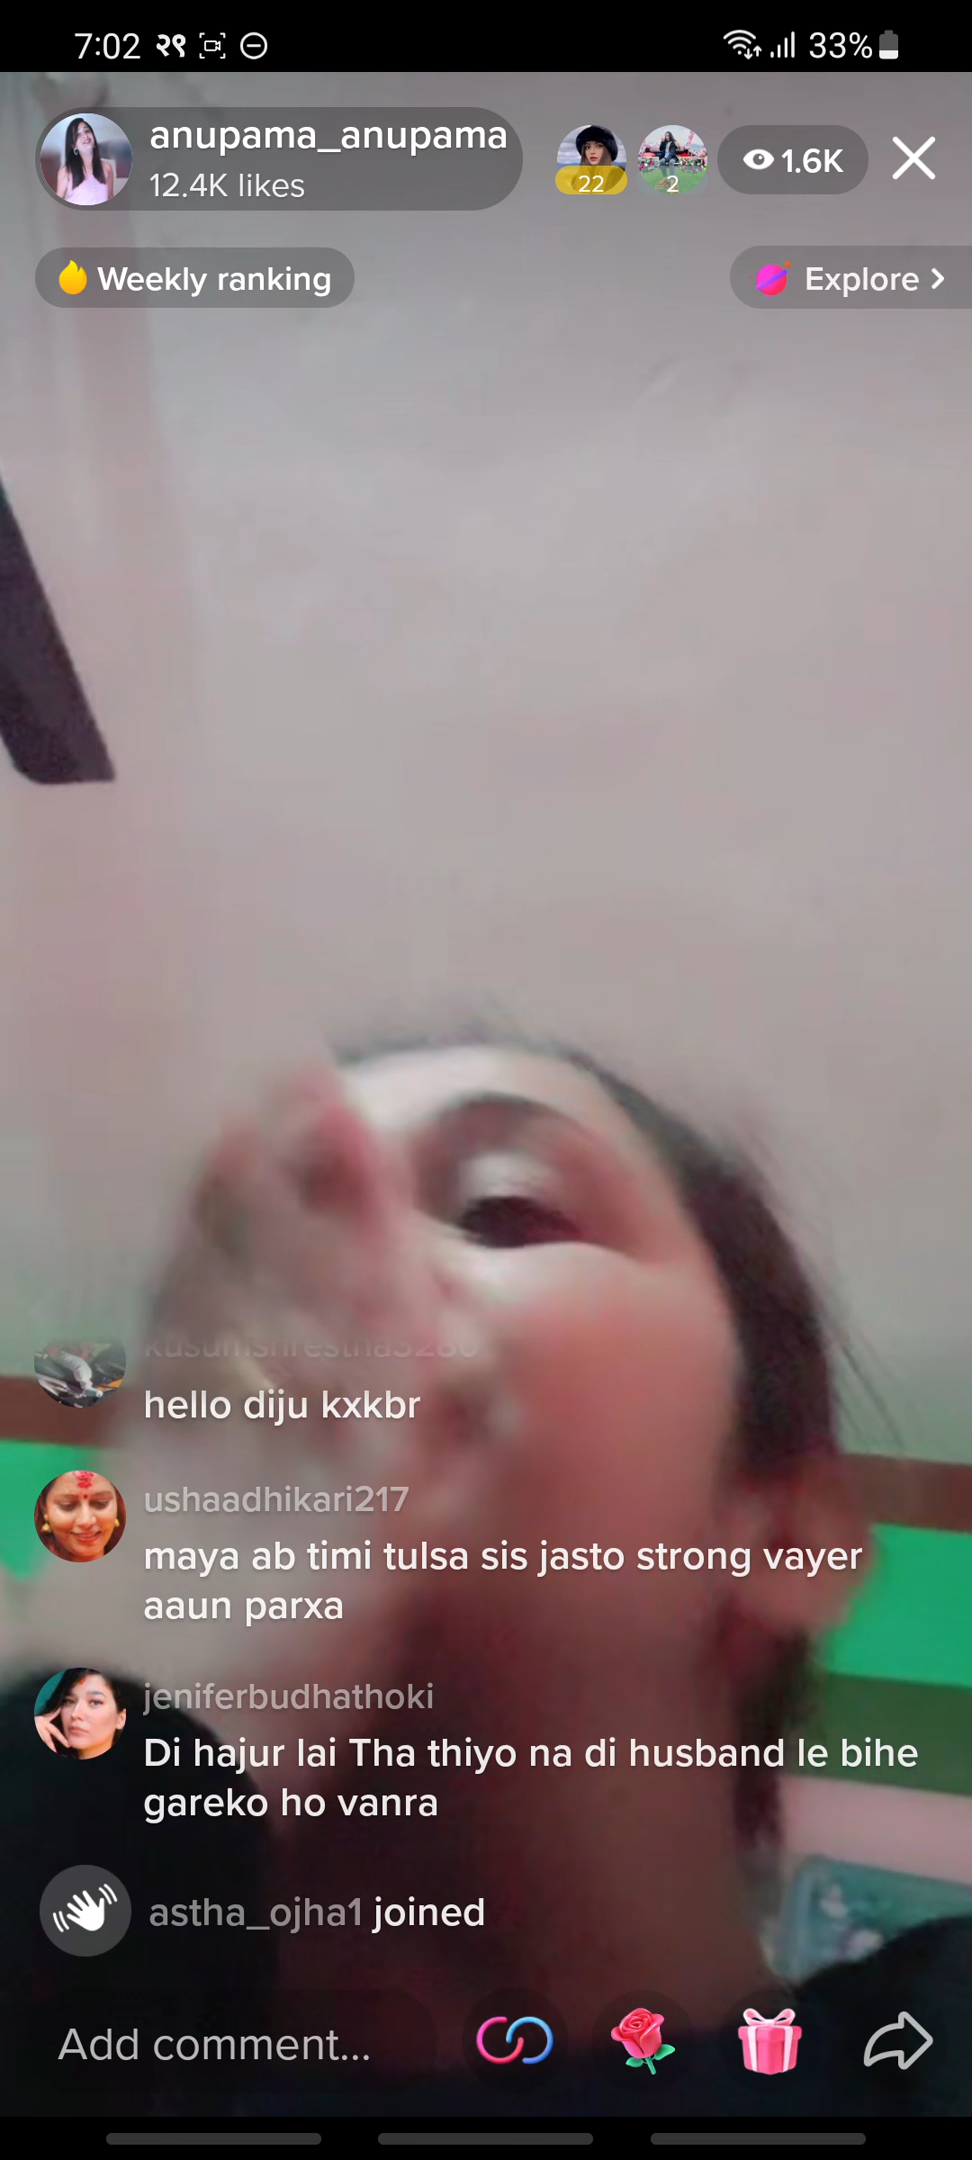 7:02 २९ 33%
anupama_anupama
12.4K likes
22
2
1.6K
Weekly ranking
Explore
kusumshrestha3280
hello diju kxkbr
ushaadhikari217
maya ab timi tulsa sis jasto strong vayer
aaun parxa
jeniferbudhathoki
Di hajur lai Tha thiyo na di husband le bihe
gareko ho vanra
astha_ojha1 joined
Add comment...